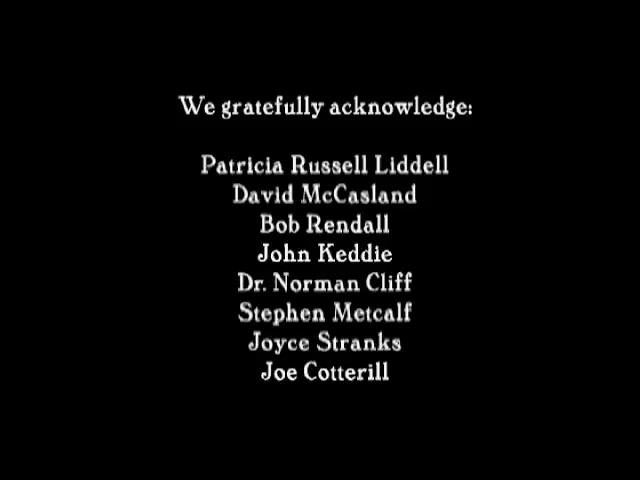 We gratefully acknowledge:
Patricia Russell Liddell
David McCasland
Bob Rendall
John Keddie
Dr. Norman Cliff
Stephen Metcalf
Joyce Stranks
Joe Cotterill